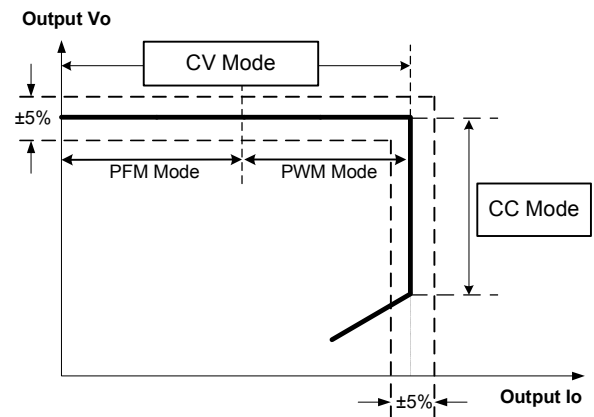 Output Vo
CV Mode
±5%
PFM Mode
PWM Mode
CC Mode
±5%
Output Io